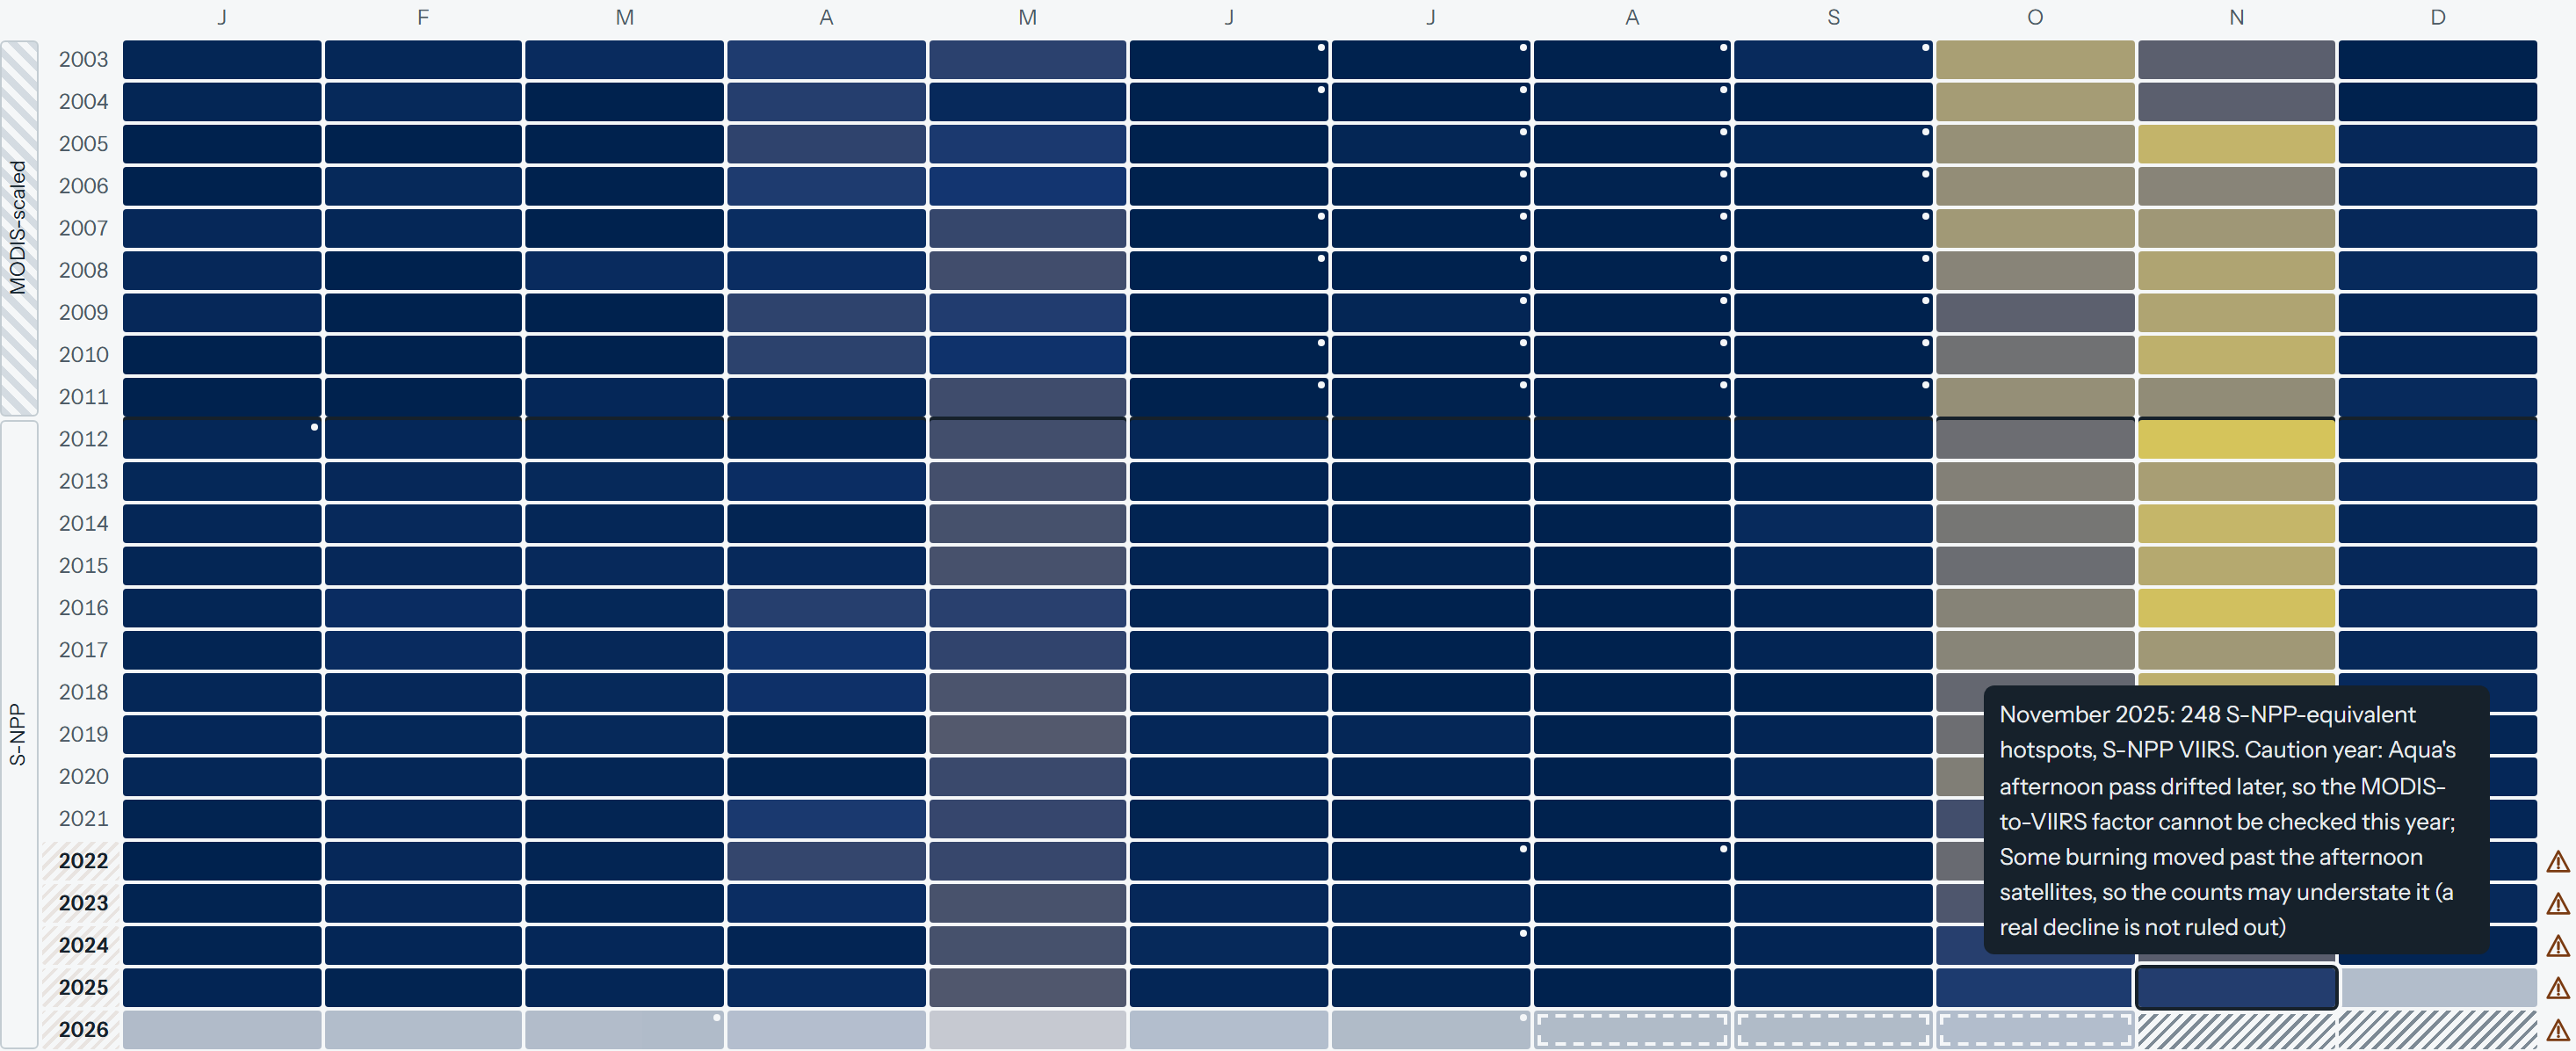 J F M A M J J A S O N D
MODIS-scaled
2003
2004
2005
2006
2007
2008
2009
2010
2011
S-NPP
2012
2013
2014
2015
2016
2017
2018
2019
2020
2021
2022
2023
2024
2025
2026
November 2025: 248 S-NPP-equivalent
hotspots, S-NPP VIIRS. Caution year: Aqua's
afternoon pass drifted later, so the MODIS-
to-VIIRS factor cannot be checked this year;
Some burning moved past the afternoon
satellites, so the counts may understate it (a
real decline is not ruled out)